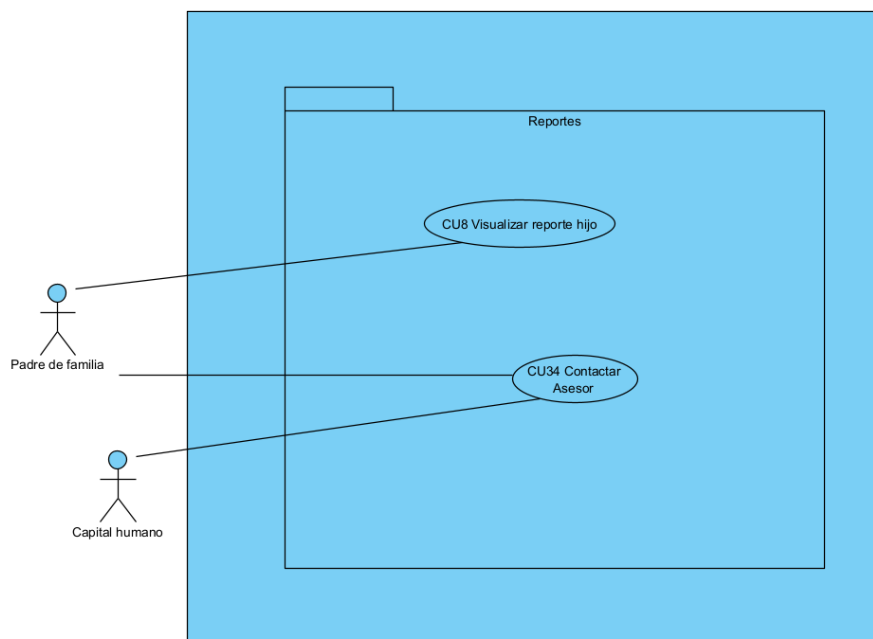 Reportes
CU8 Visualizar reporte hijo
Padre de familia
CU34 Contactar
Asesor
Capital humano